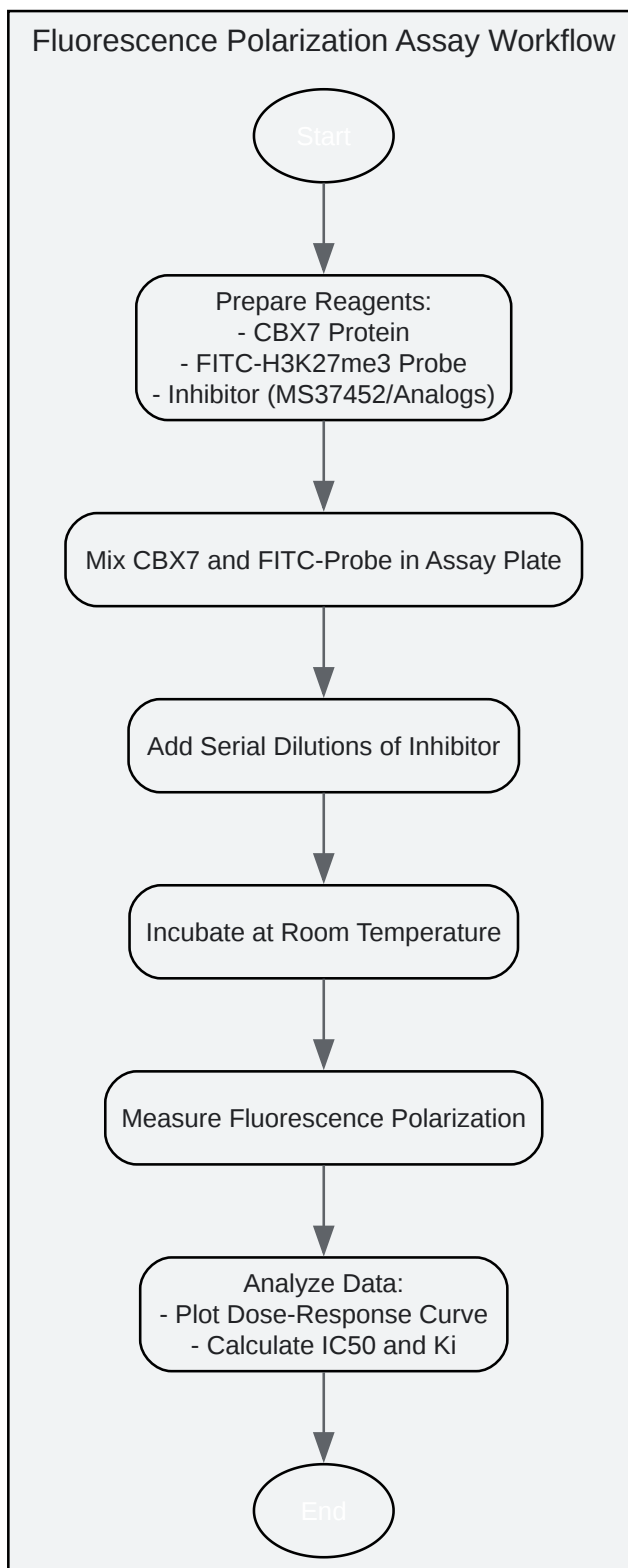 Fluorescence Polarization Assay Workflow
Start
Prepare Reagents:
- CBX7 Protein
- FITC-H3K27me3 Probe
- Inhibitor (MS37452/Analogs)
Mix CBX7 and FITC-Probe in Assay Plate
Add Serial Dilutions of Inhibitor
Incubate at Room Temperature
Measure Fluorescence Polarization
Analyze Data:
- Plot Dose-Response Curve
- Calculate IC50 and Ki
End